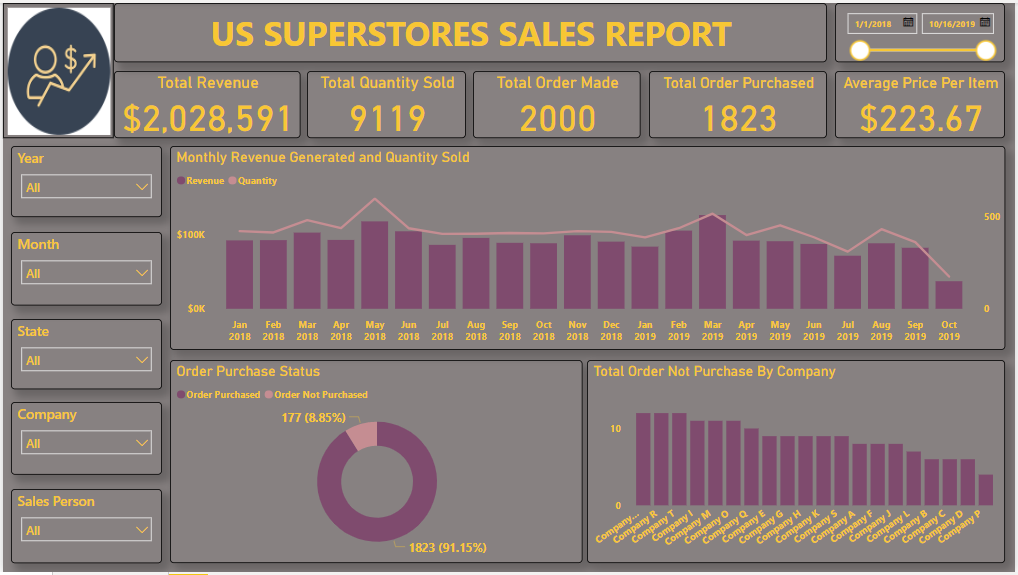 US SUPERSTORES SALES REPORT
1/1/2018
10/16/2019
Total Revenue
$2,028,591
Total Quantity Sold
9119
Total Order Made
2000
Total Order Purchased
1823
Average Price Per Item
$223.67
Year
All
Month
All
State
All
Company
All
Sales Person
All
Monthly Revenue Generated and Quantity Sold
Revenue Quantity
$100K
$0K
500
0
Jan 2018
Feb 2018
Mar 2018
Apr 2018
May 2018
Jun 2018
Jul 2018
Aug 2018
Sep 2018
Oct 2018
Nov 2018
Dec 2018
Jan 2019
Feb 2019
Mar 2019
Apr 2019
May 2019
Jun 2019
Jul 2019
Aug 2019
Sep 2019
Oct 2019
Order Purchase Status
Order Purchased Order Not Purchased
177 (8.85%)
1823 (91.15%)
Total Order Not Purchase By Company
10
0
Company...
Company R
Company T
Company I
Company M
Company O
Company Q
Company E
Company G
Company H
Company K
Company S
Company A
Company F
Company J
Company L
Company B
Company C
Company D
Company P
$